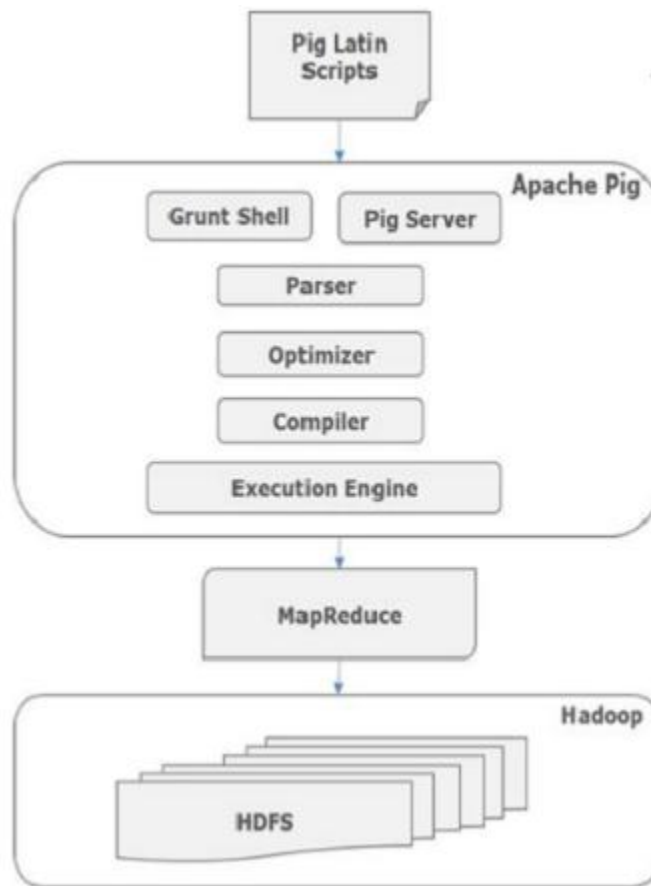 Pig Latin
Scripts
Apache Pig
Grunt Shell
Pig Server
Parser
Optimizer
Compiler
Execution Engine
MapReduce
Hadoop
HDFS